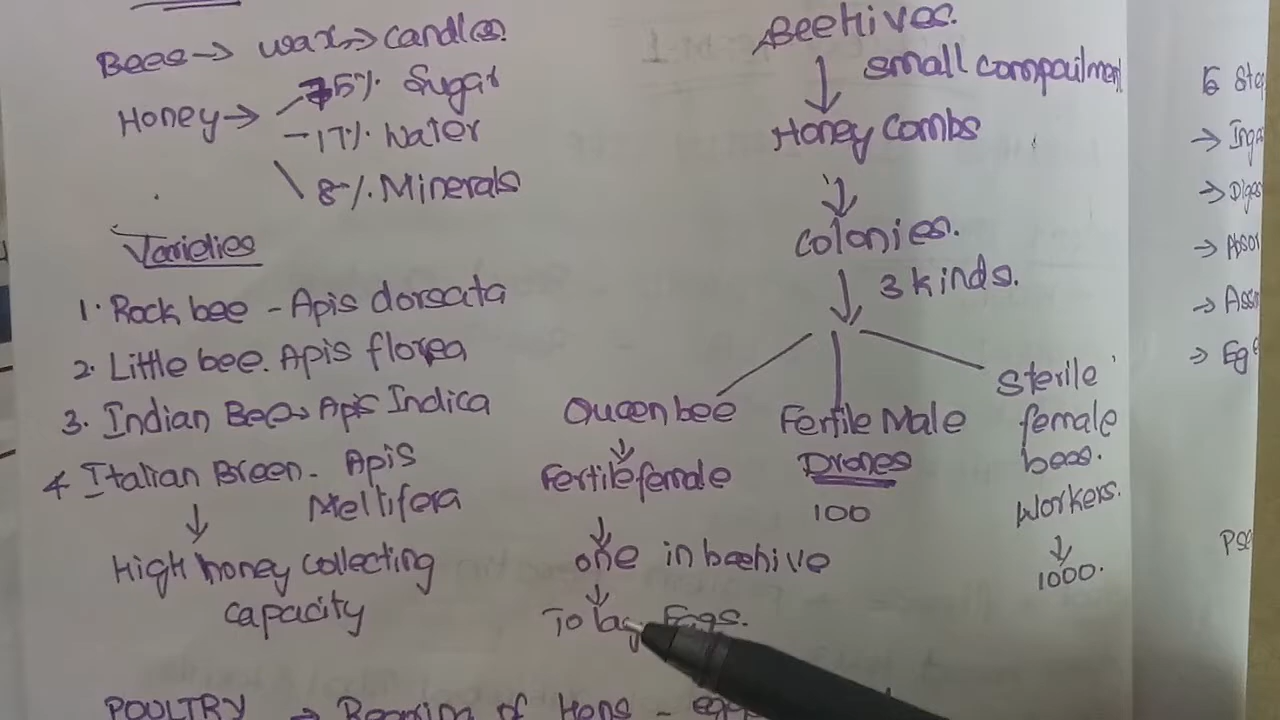 Bees → wax → candles.
Honey → 75% Sugar
17% Water
8% Minerals
Varieties
1. Rock bee - Apis dorsata
2. Little bee. Apis florea
3. Indian Bee → Apis Indica
4 Italian Breen - Apis
Mellifera
↓
High honey collecting
capacity
BeeHives.
↓ small compailment
Honey Combs
↓
Colonies.
↓ 3 kinds.
Queen bee
↓
Fertile female
↓
one in beehive
↓
To lay Eggs.
Fertile Male
Drones
100
Sterile
female
bees.
Workers.
↓
1000.
POULTRY → Rearing of Hens - eggs
5
→
→
→
→
→